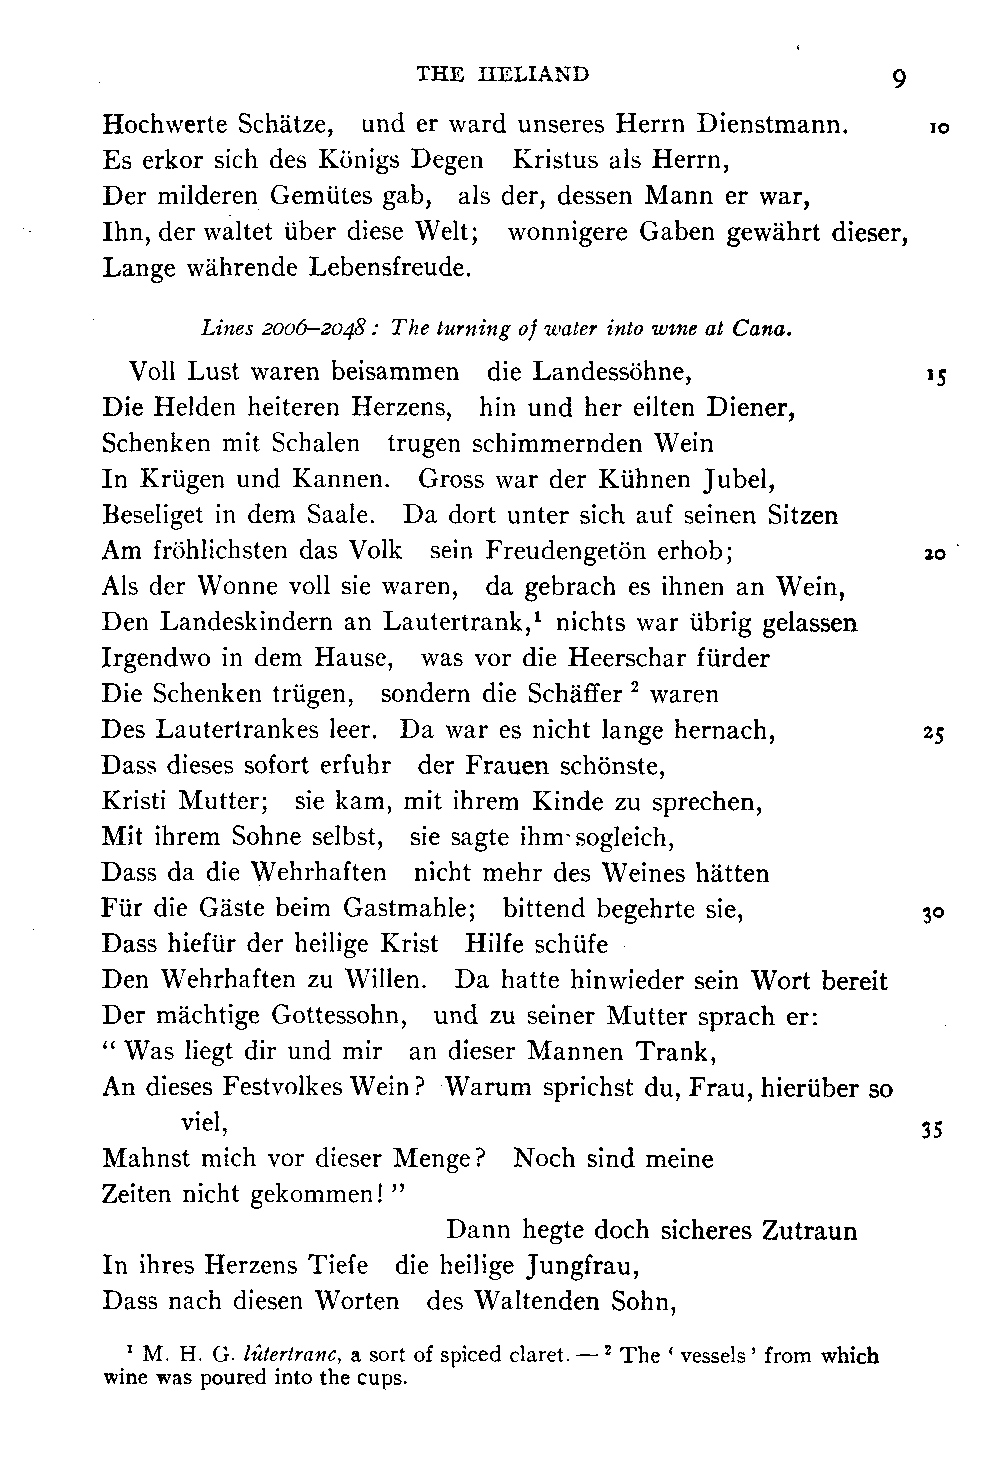 THE HELIAND 9
Hochwerte Schätze, und er ward unseres Herrn Dienstmann. 10
Es erkor sich des Königs Degen Kristus als Herrn,
Der milderen Gemütes gab, als der, dessen Mann er war,
Ihn, der waltet über diese Welt; wonnigere Gaben gewährt dieser,
Lange währende Lebensfreude.
Lines 2006–2048: The turning of water into wine at Cana.
Voll Lust waren beisammen die Landessöhne, 15
Die Helden heiteren Herzens, hin und her eilten Diener,
Schenken mit Schalen trugen schimmernden Wein
In Krügen und Kannen. Gross war der Kühnen Jubel,
Beseliget in dem Saale. Da dort unter sich auf seinen Sitzen
Am fröhlichsten das Volk sein Freudengetön erhob; 20
Als der Wonne voll sie waren, da gebrach es ihnen an Wein,
Den Landeskindern an Lautertrank,¹ nichts war übrig gelassen
Irgendwo in dem Hause, was vor die Heerschar fürder
Die Schenken trügen, sondern die Schäffer ² waren
Des Lautertrankes leer. Da war es nicht lange hernach, 25
Dass dieses sofort erfuhr der Frauen schönste,
Kristi Mutter; sie kam, mit ihrem Kinde zu sprechen,
Mit ihrem Sohne selbst, sie sagte ihm sogleich,
Dass da die Wehrhaften nicht mehr des Weines hätten
Für die Gäste beim Gastmahle; bittend begehrte sie, 30
Dass hiefür der heilige Krist Hilfe schüfe
Den Wehrhaften zu Willen. Da hatte hinwieder sein Wort bereit
Der mächtige Gottessohn, und zu seiner Mutter sprach er:
“ Was liegt dir und mir an dieser Mannen Trank,
An dieses Festvolkes Wein? Warum sprichst du, Frau, hierüber so
viel, 35
Mahnst mich vor dieser Menge? Noch sind meine
Zeiten nicht gekommen! ”
Dann hegte doch sicheres Zutraun
In ihres Herzens Tiefe die heilige Jungfrau,
Dass nach diesen Worten des Waltenden Sohn,
¹ M. H. G. lûtertranc, a sort of spiced claret. — ² The ‘ vessels ’ from which
wine was poured into the cups.